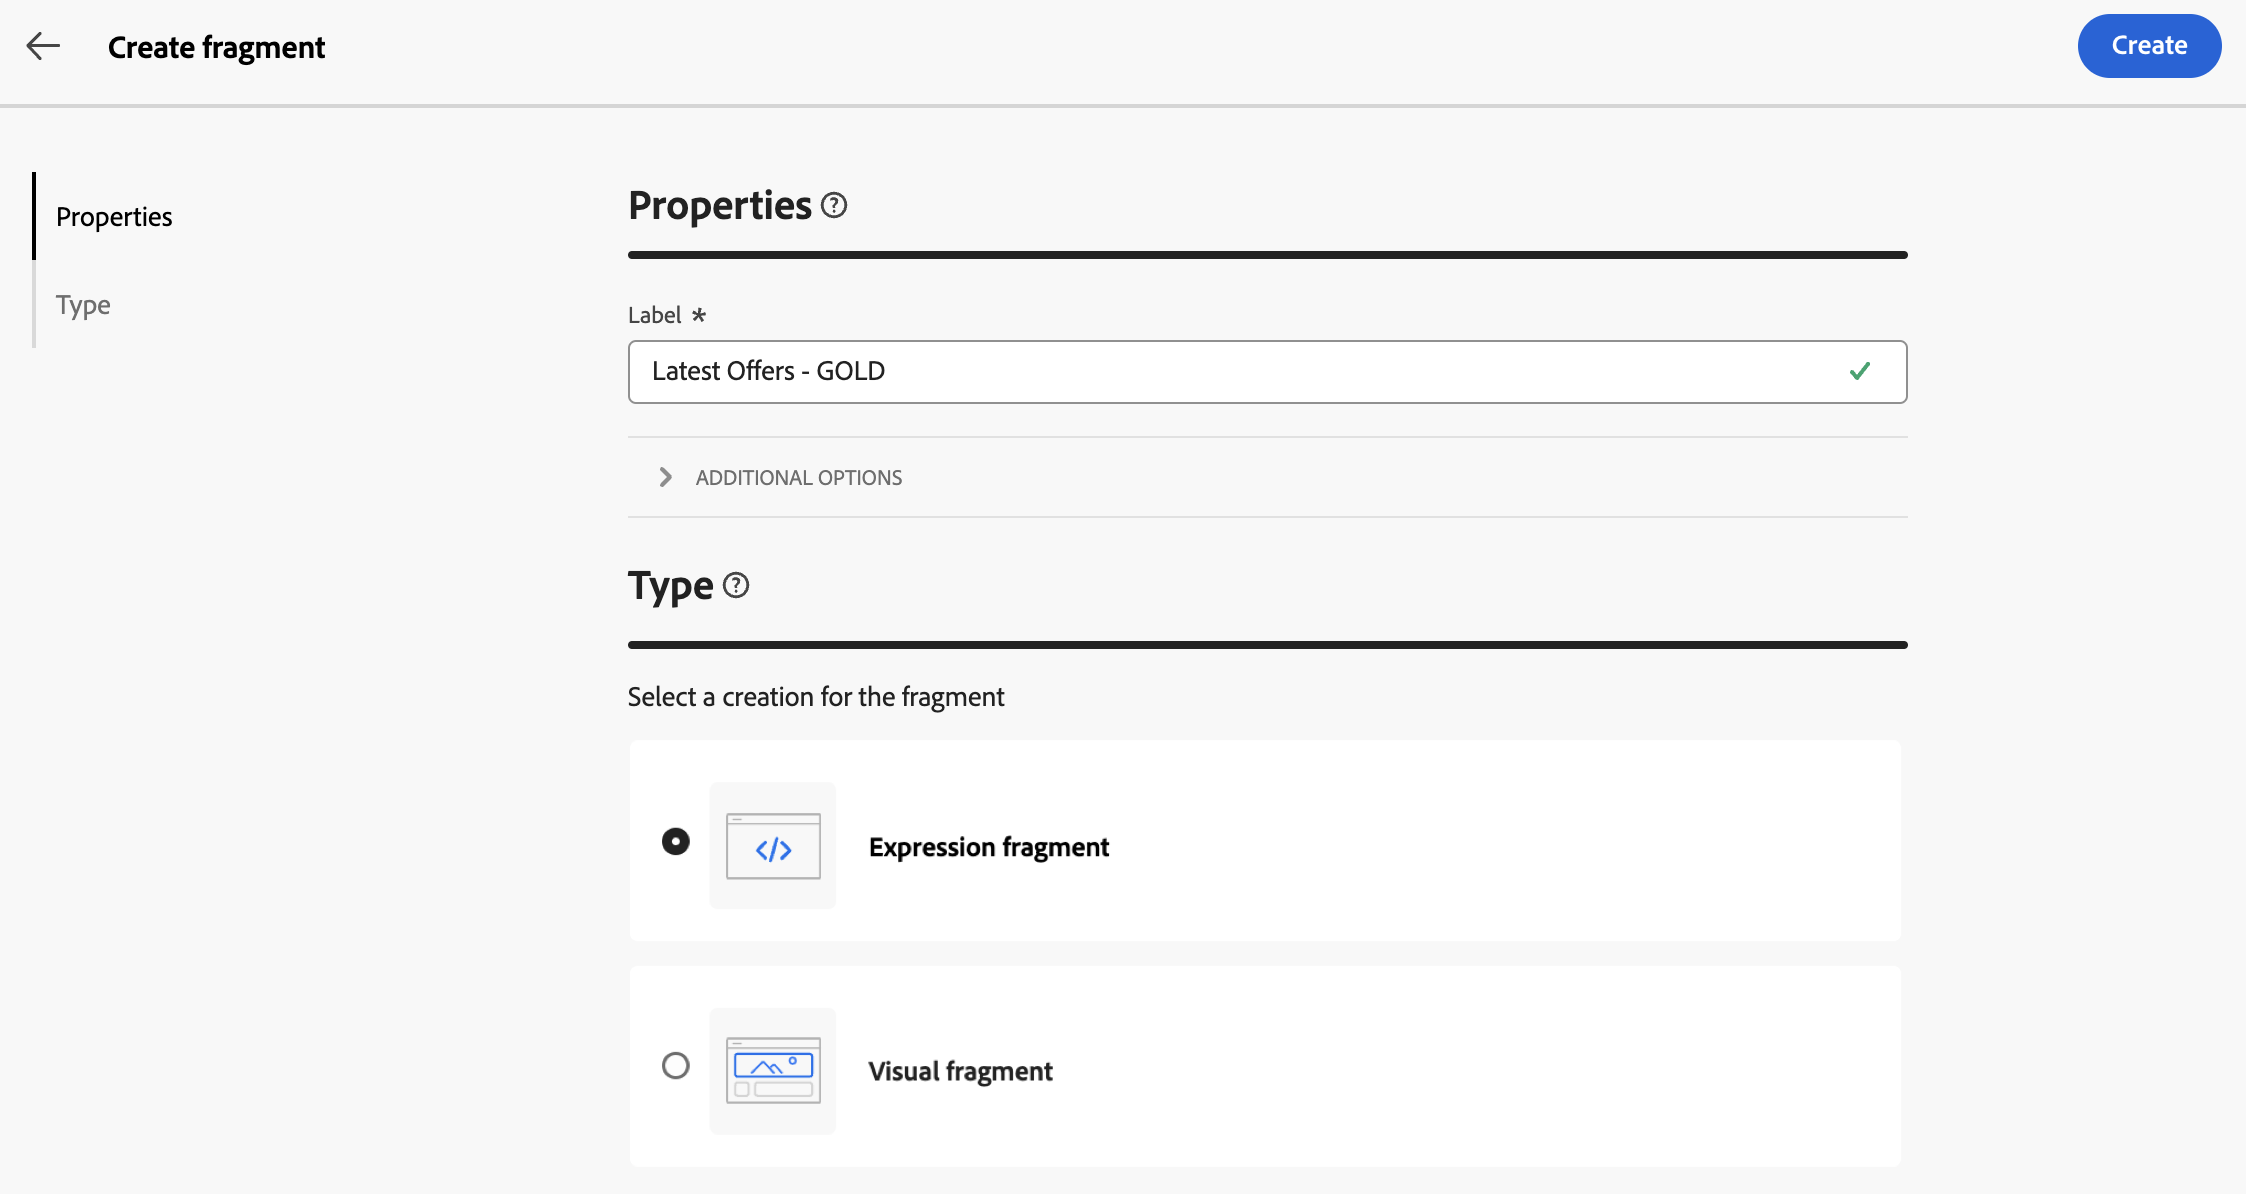 Create fragment
Create
Properties
Type
Properties
Label *
Latest Offers - GOLD
ADDITIONAL OPTIONS
Type
Select a creation for the fragment
Expression fragment
Visual fragment